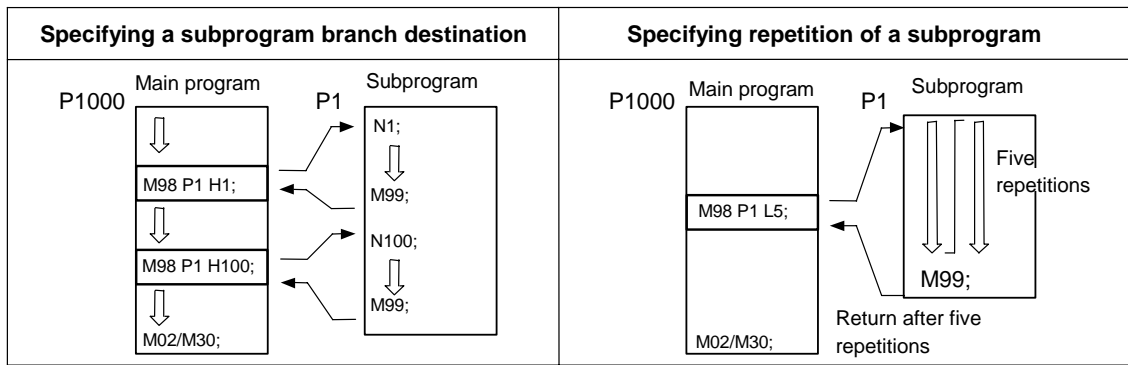 Specifying a subprogram branch destination
Specifying repetition of a subprogram
P1000
Main program
P1
Subprogram
M98 P1 H1;
M98 P1 H100;
M02/M30;
N1;
M99;
N100;
M99;
P1000
Main program
P1
Subprogram
M98 P1 L5;
M02/M30;
Five
repetitions
M99;
Return after five
repetitions